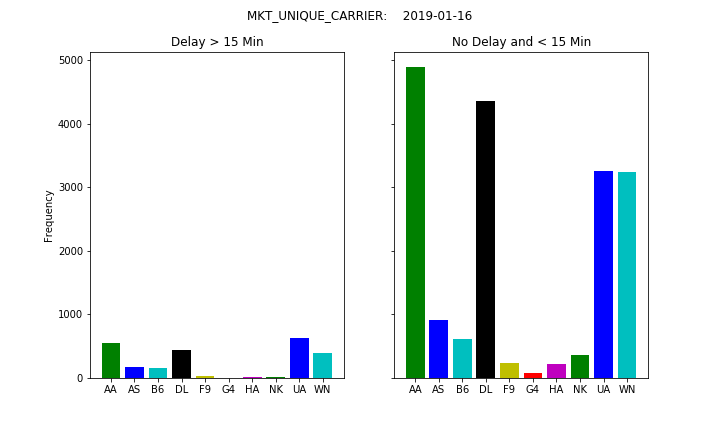 MKT_UNIQUE_CARRIER:    2019-01-16
Delay > 15 Min
No Delay and < 15 Min
Frequency
5000
4000
3000
2000
1000
0
AA AS B6 DL F9 G4 HA NK UA WN
AA AS B6 DL F9 G4 HA NK UA WN